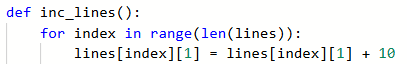 def inc_lines():
    for index in range(len(lines)):
        lines[index][1] = lines[index][1] + 10